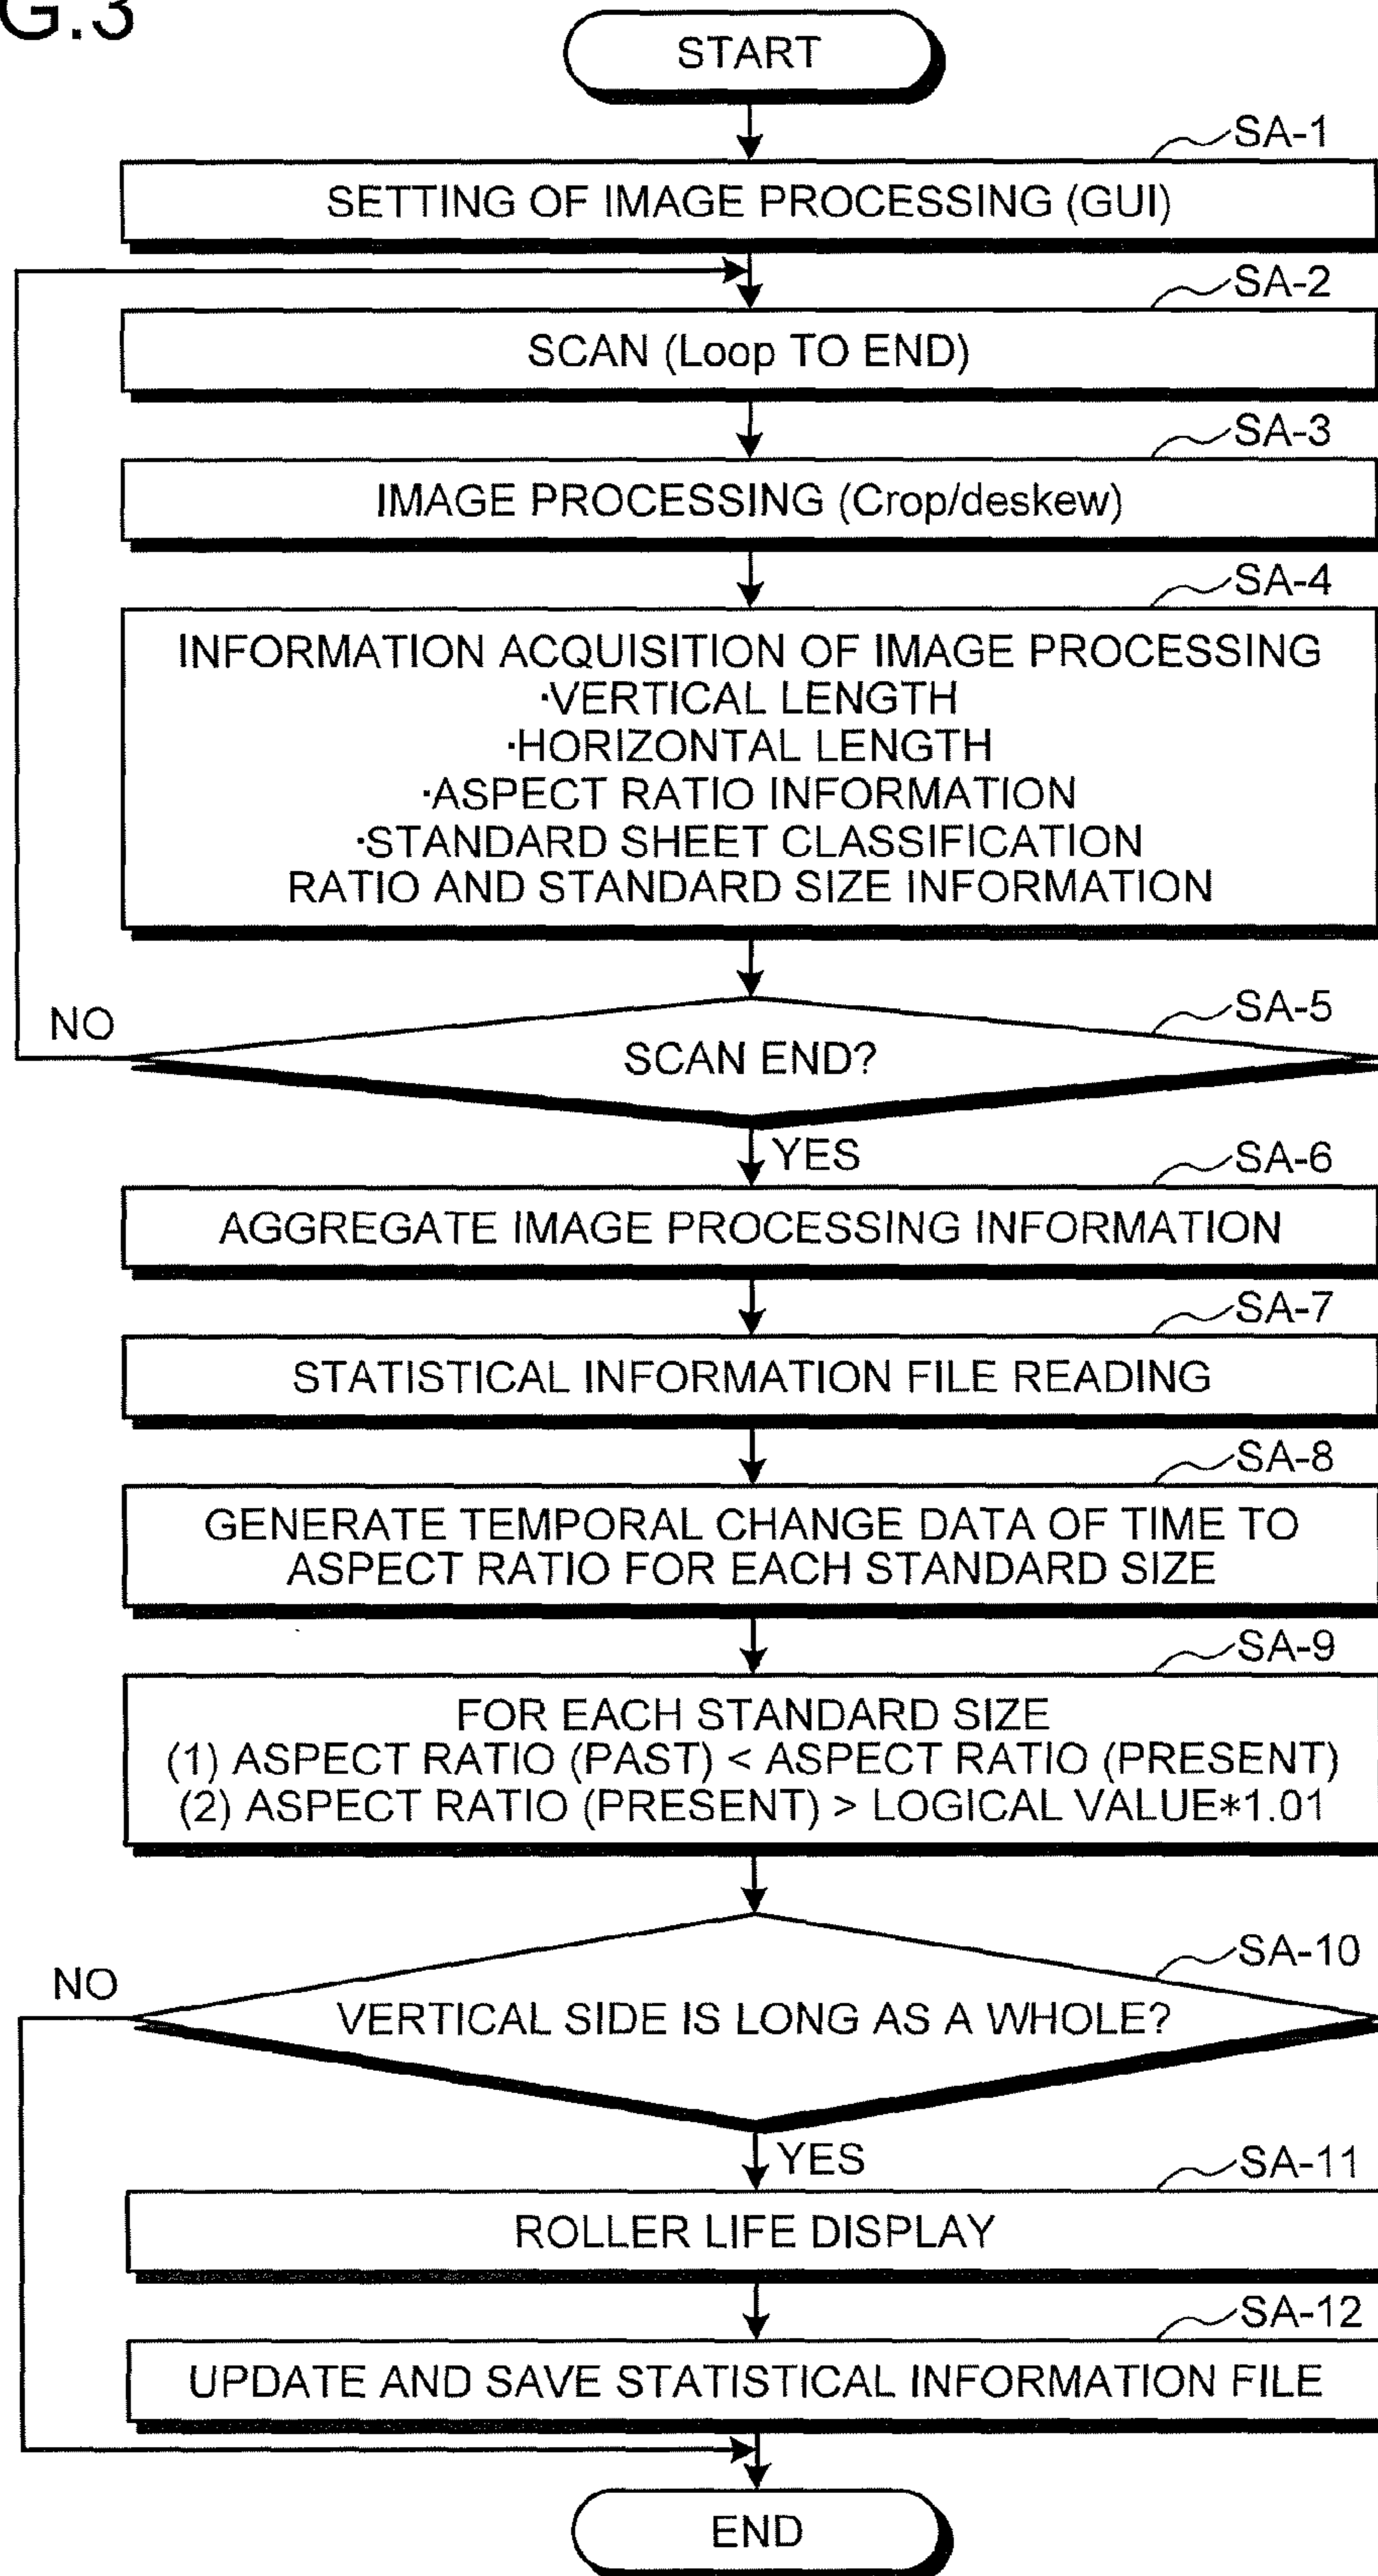 G.3
START
SA-1
SETTING OF IMAGE PROCESSING (GUI)
SA-2
SCAN (Loop TO END)
SA-3
IMAGE PROCESSING (Crop/deskew)
SA-4
INFORMATION ACQUISITION OF IMAGE PROCESSING
·VERTICAL LENGTH
·HORIZONTAL LENGTH
·ASPECT RATIO INFORMATION
·STANDARD SHEET CLASSIFICATION
RATIO AND STANDARD SIZE INFORMATION
SA-5
NO
SCAN END?
YES
SA-6
AGGREGATE IMAGE PROCESSING INFORMATION
SA-7
STATISTICAL INFORMATION FILE READING
SA-8
GENERATE TEMPORAL CHANGE DATA OF TIME TO
ASPECT RATIO FOR EACH STANDARD SIZE
SA-9
FOR EACH STANDARD SIZE
(1) ASPECT RATIO (PAST) < ASPECT RATIO (PRESENT)
(2) ASPECT RATIO (PRESENT) > LOGICAL VALUE*1.01
SA-10
NO
VERTICAL SIDE IS LONG AS A WHOLE?
YES
SA-11
ROLLER LIFE DISPLAY
SA-12
UPDATE AND SAVE STATISTICAL INFORMATION FILE
END